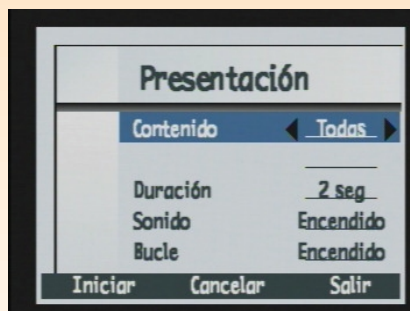 Presentación
Contenido Todas
Duración 2 seg
Sonido Encendido
Bucle Encendido
Iniciar Cancelar Salir